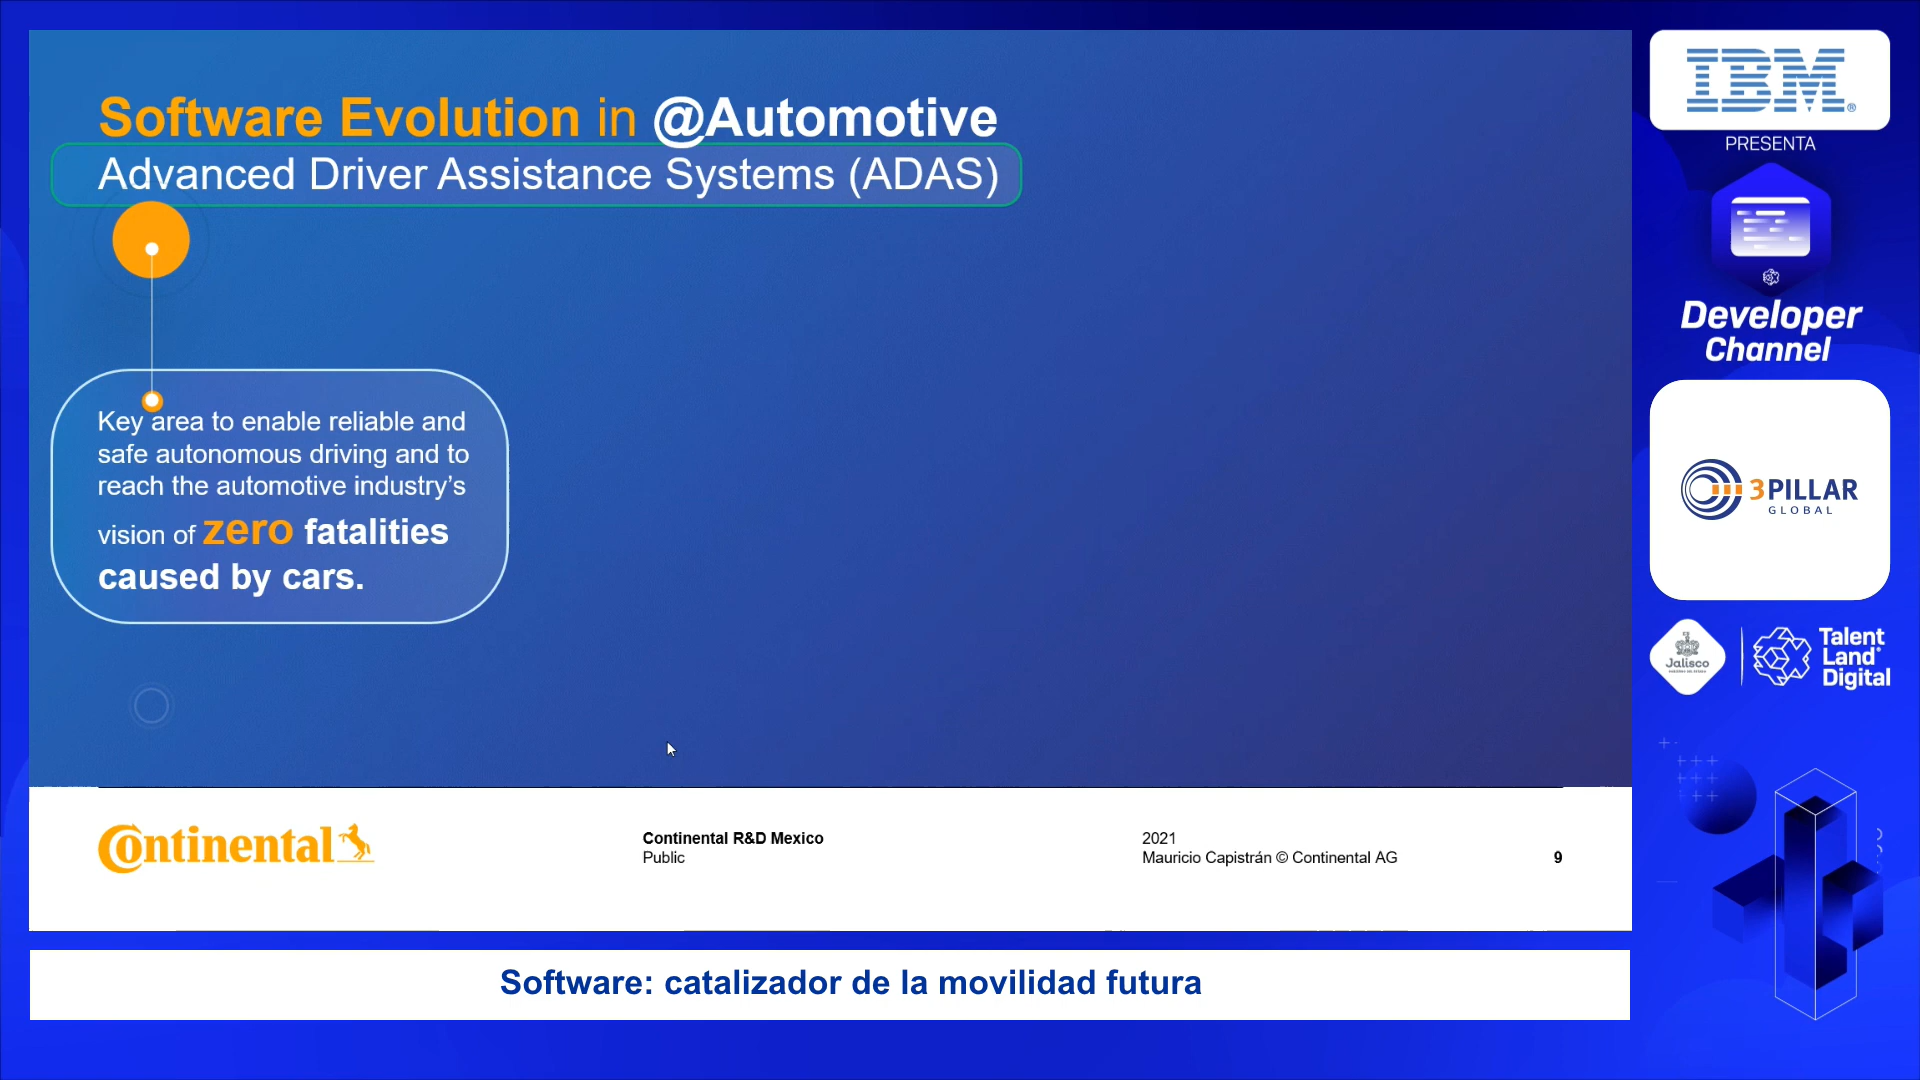 Software Evolution in @Automotive
Advanced Driver Assistance Systems (ADAS)
Key area to enable reliable and
safe autonomous driving and to
reach the automotive industry’s
vision of zero fatalities
caused by cars.
Continental
Continental R&D Mexico
Public
2021
Mauricio Capistrán © Continental AG
9
Software: catalizador de la movilidad futura
IBM®
PRESENTA
Developer
Channel
3PILLAR
GLOBAL
Jalisco
Talent
Land®
Digital